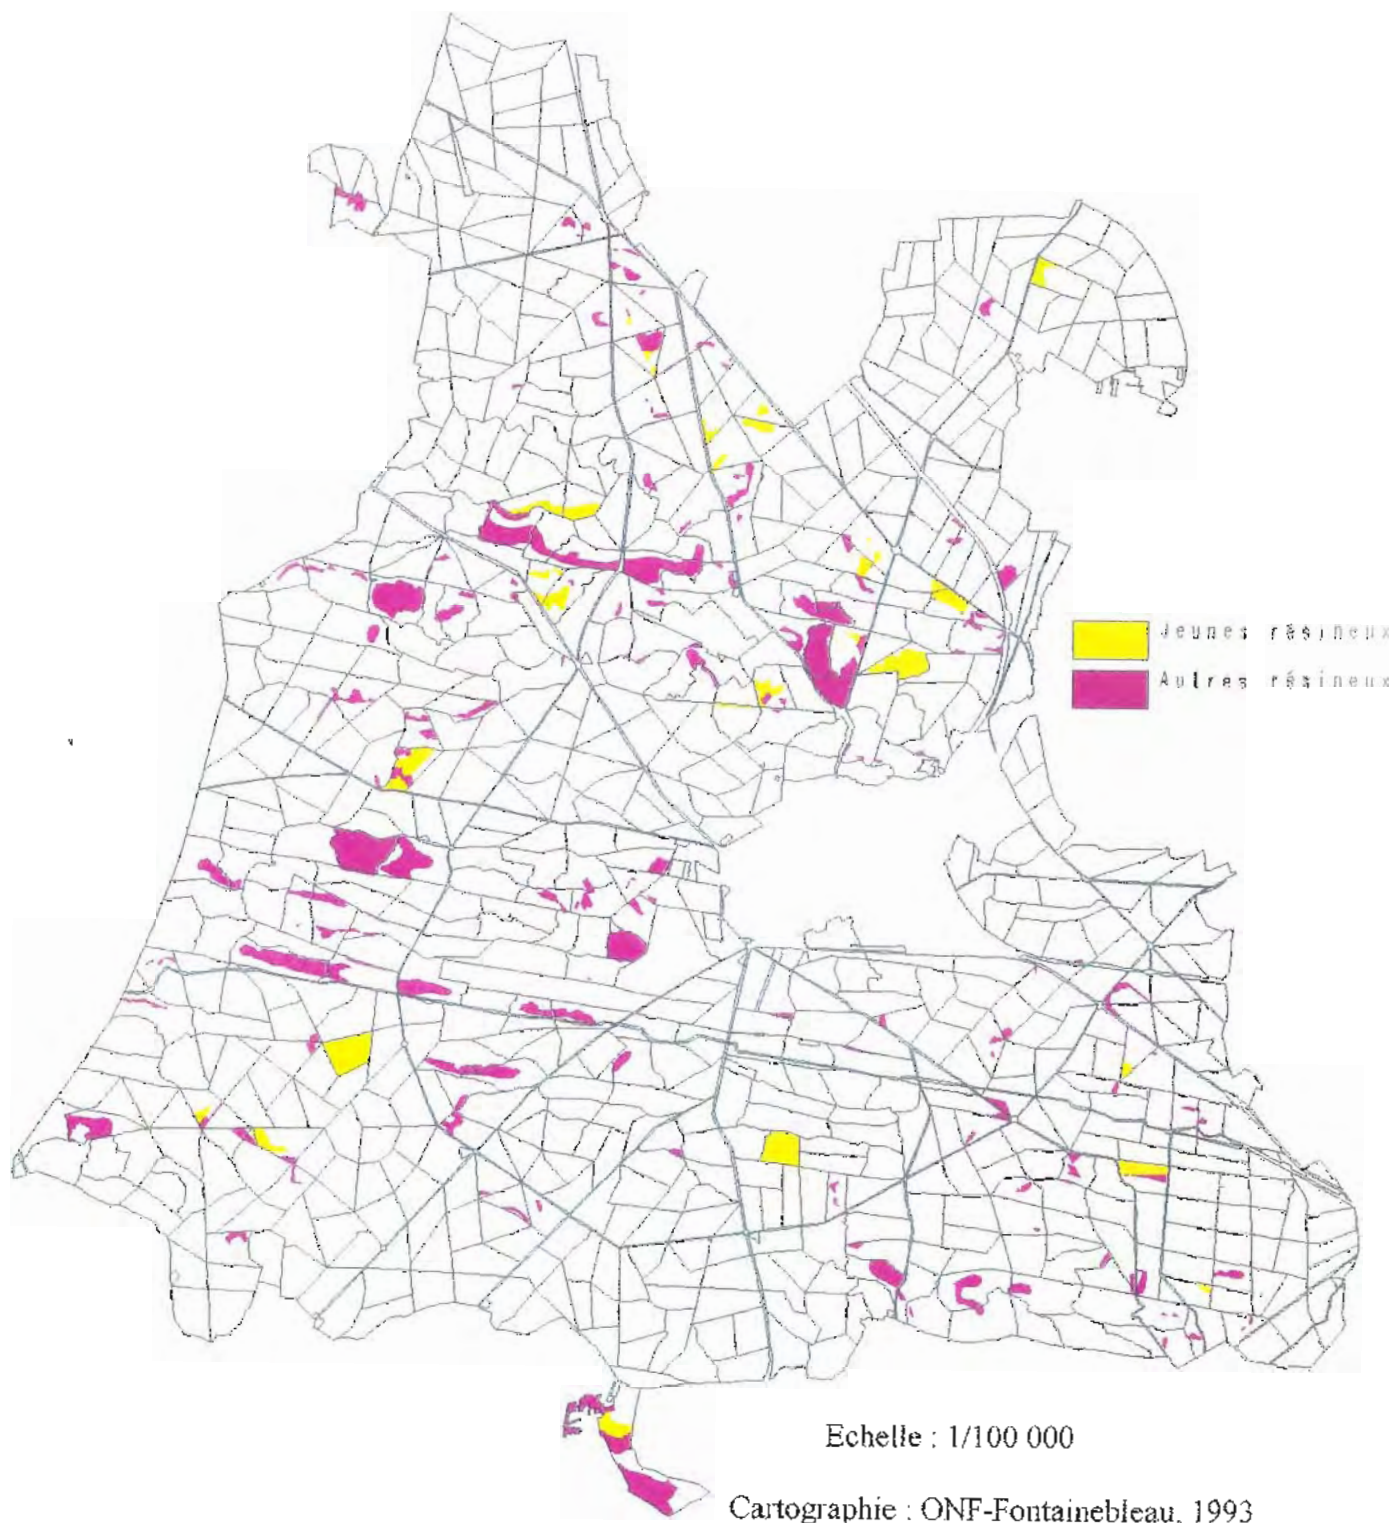 Jeunes résineux
Autres résineux
Echelle : 1/100 000
Cartographie : ONF-Fontainebleau, 1993